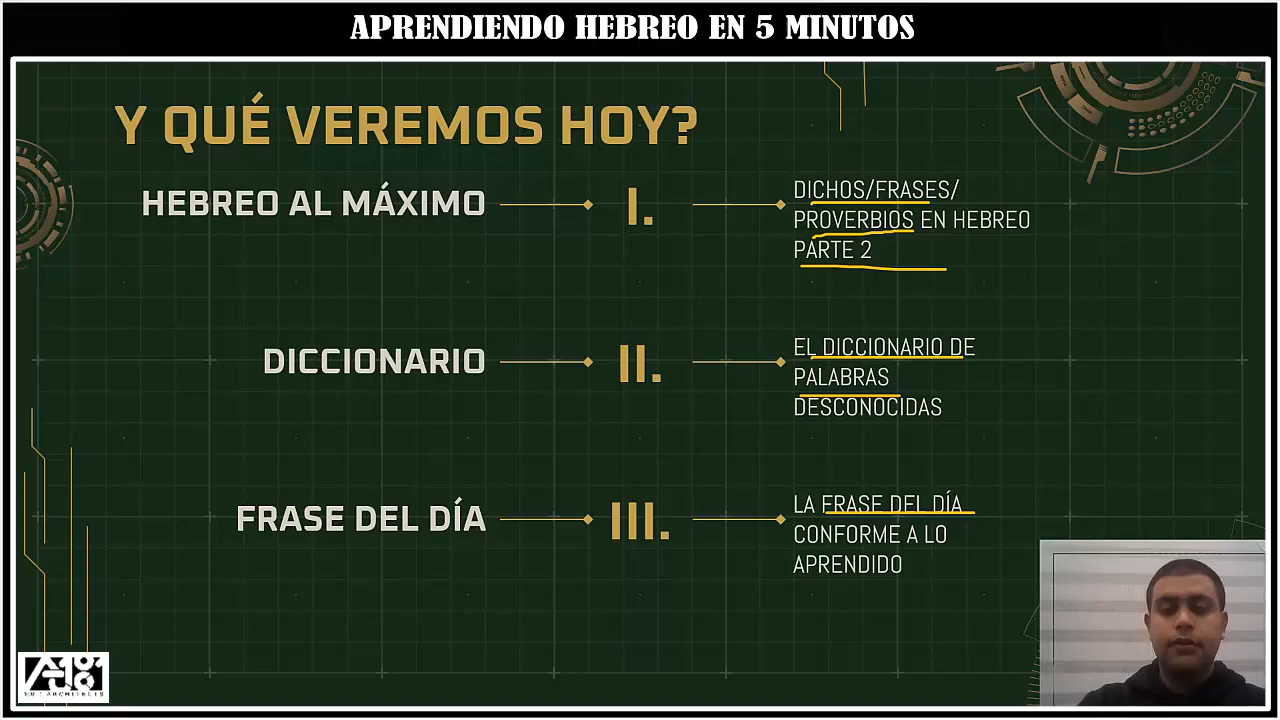 APRENDIENDO HEBREO EN 5 MINUTOS
Y QUÉ VEREMOS HOY?
HEBREO AL MÁXIMO
I.
DICHOS/FRASES/
PROVERBIOS EN HEBREO
PARTE 2
DICCIONARIO
II.
EL DICCIONARIO DE
PALABRAS
DESCONOCIDAS
FRASE DEL DÍA
III.
LA FRASE DEL DÍA
CONFORME A LO
APRENDIDO